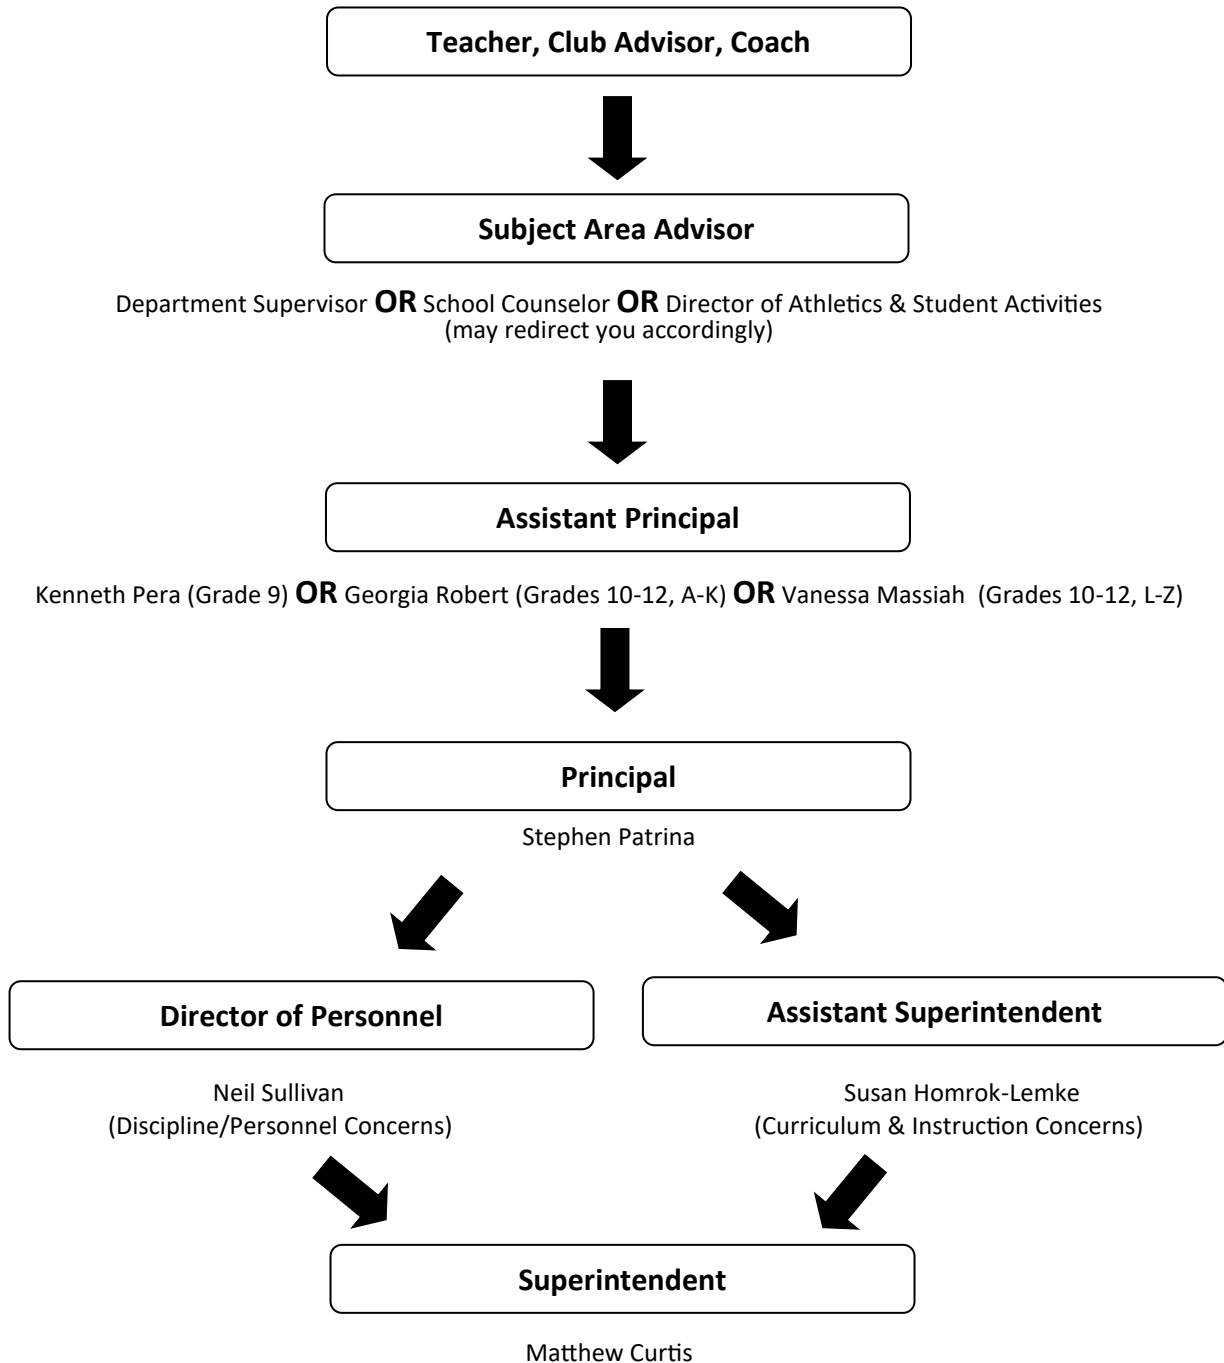 Teacher, Club Advisor, Coach
Subject Area Advisor
Department Supervisor OR School Counselor OR Director of Athletics & Student Activities
(may redirect you accordingly)
Assistant Principal
Kenneth Pera (Grade 9) OR Georgia Robert (Grades 10-12, A-K) OR Vanessa Massiah (Grades 10-12, L-Z)
Principal
Stephen Patrina
Director of Personnel
Neil Sullivan
(Discipline/Personnel Concerns)
Assistant Superintendent
Susan Homrok-Lemke
(Curriculum & Instruction Concerns)
Superintendent
Matthew Curtis